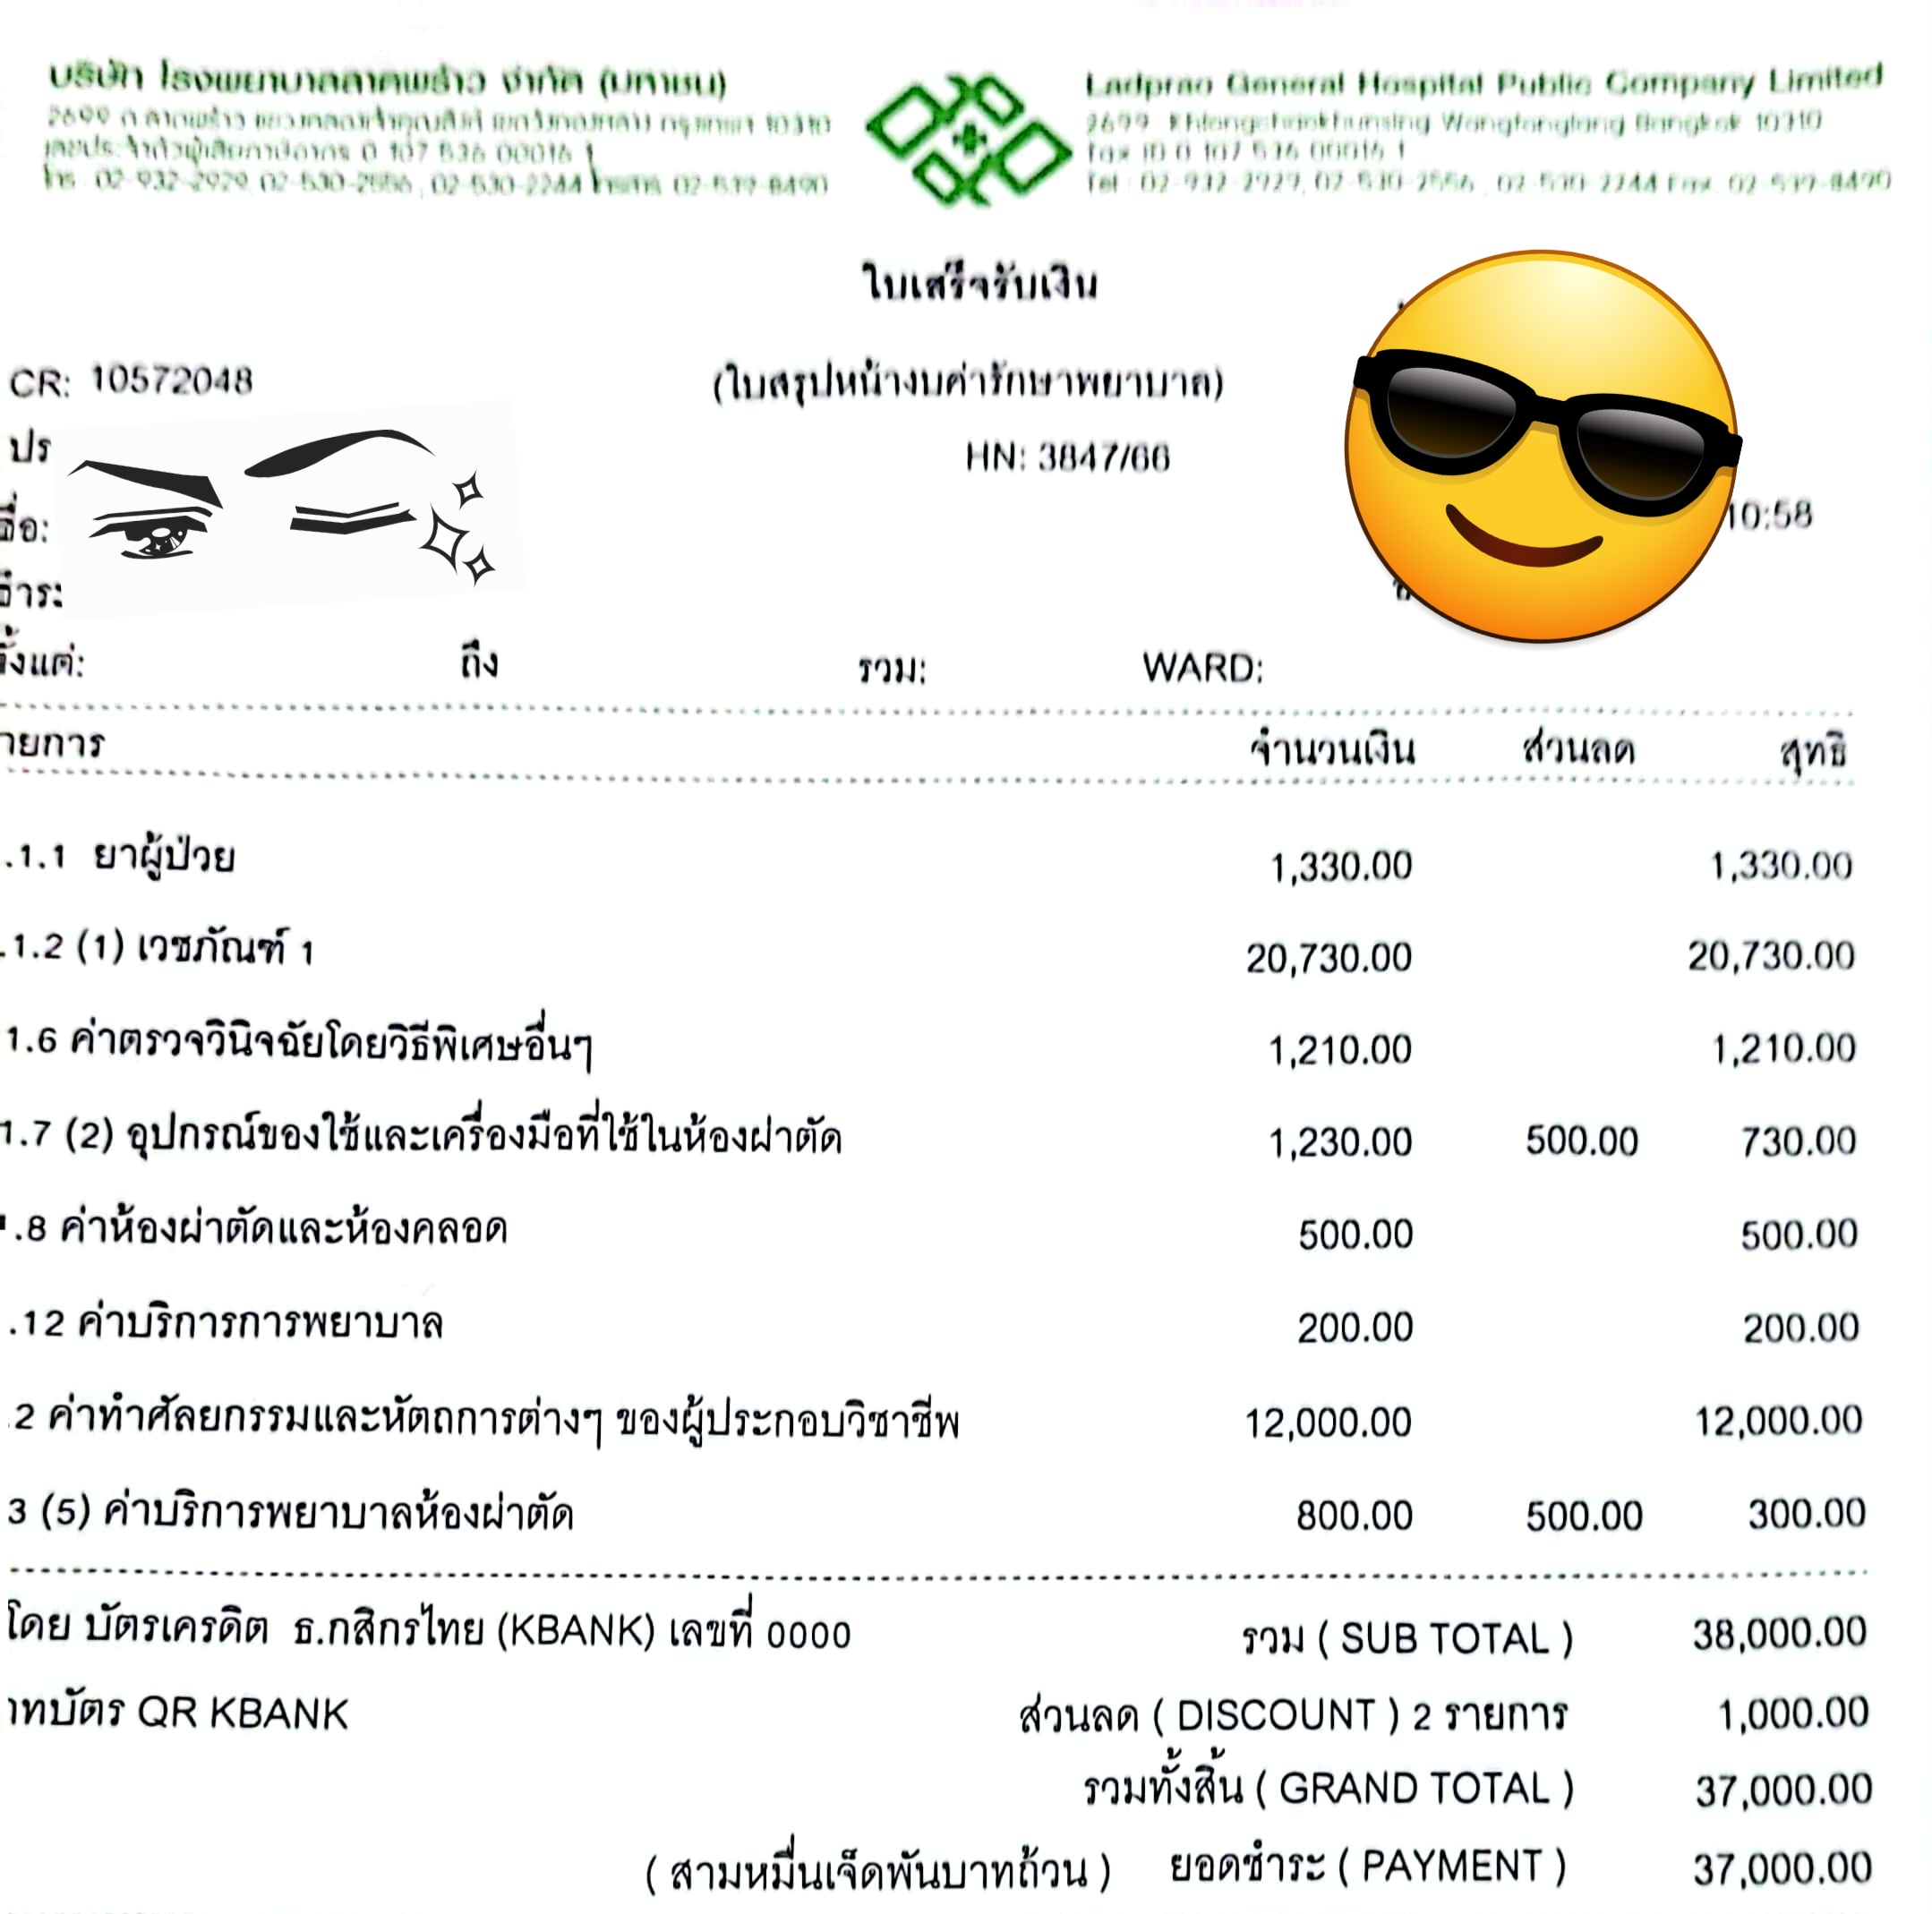 บริษัท โรงพยาบาลลาดพร้าว จำกัด (มหาชน)
2699 ถ.ลาดพร้าว แขวงคลองเจ้าคุณสิงห์ เขตวังทองหลาง กรุงเทพฯ 10310
เลขประจำตัวผู้เสียภาษีอากร 0 107 536 00016 1
โทร. 02-932-2929, 02-530-2556, 02-530-2244 โทรสาร 02-539-8490
Ladprao General Hospital Public Company Limited
2699 Khlongchaokhunsing Wangtonglang Bangkok 10310
Tax ID 0 107 536 00016 1
Tel : 02-932-2929, 02-530-2556, 02-530-2244 Fax. 02-539-8490
ใบเสร็จรับเงิน
CR: 10572048 (ใบสรุปหน้างบค่ารักษาพยาบาล)
HN: 3847/66
10:58
ถึง รวม: WARD:
จำนวนเงิน ส่วนลด สุทธิ
.1.1 ยาผู้ป่วย 1,330.00 1,330.00
.1.2 (1) เวชภัณฑ์ 1 20,730.00 20,730.00
1.6 ค่าตรวจวินิจฉัยโดยวิธีพิเศษอื่นๆ 1,210.00 1,210.00
1.7 (2) อุปกรณ์ของใช้และเครื่องมือที่ใช้ในห้องผ่าตัด 1,230.00 500.00 730.00
.8 ค่าห้องผ่าตัดและห้องคลอด 500.00 500.00
.12 ค่าบริการการพยาบาล 200.00 200.00
.2 ค่าทำศัลยกรรมและหัตถการต่างๆ ของผู้ประกอบวิชาชีพ 12,000.00 12,000.00
3 (5) ค่าบริการพยาบาลห้องผ่าตัด 800.00 500.00 300.00
โดย บัตรเครดิต ธ.กสิกรไทย (KBANK) เลขที่ 0000 รวม ( SUB TOTAL ) 38,000.00
QR KBANK ส่วนลด ( DISCOUNT ) 2 รายการ 1,000.00
รวมทั้งสิ้น ( GRAND TOTAL ) 37,000.00
( สามหมื่นเจ็ดพันบาทถ้วน ) ยอดชำระ ( PAYMENT ) 37,000.00